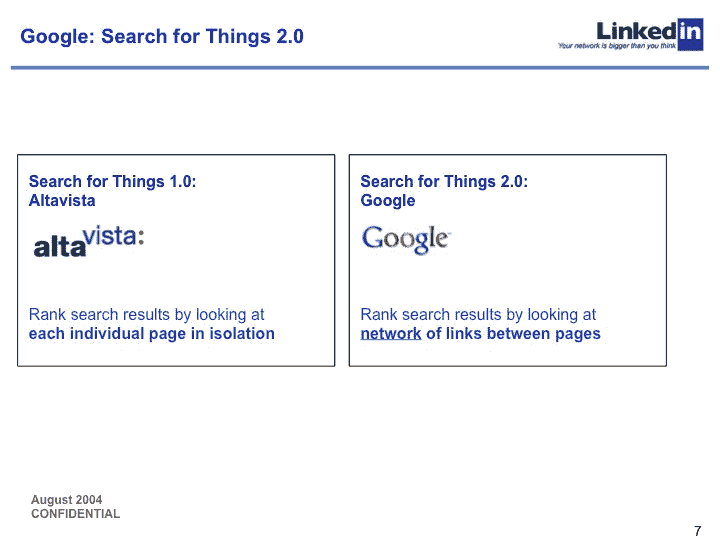 Google: Search for Things 2.0
Linkedin
Your network is bigger than you think
Search for Things 1.0:
Altavista
altavista:
Rank search results by looking at
each individual page in isolation
Search for Things 2.0:
Google
Google™
Rank search results by looking at
network of links between pages
August 2004
CONFIDENTIAL
7